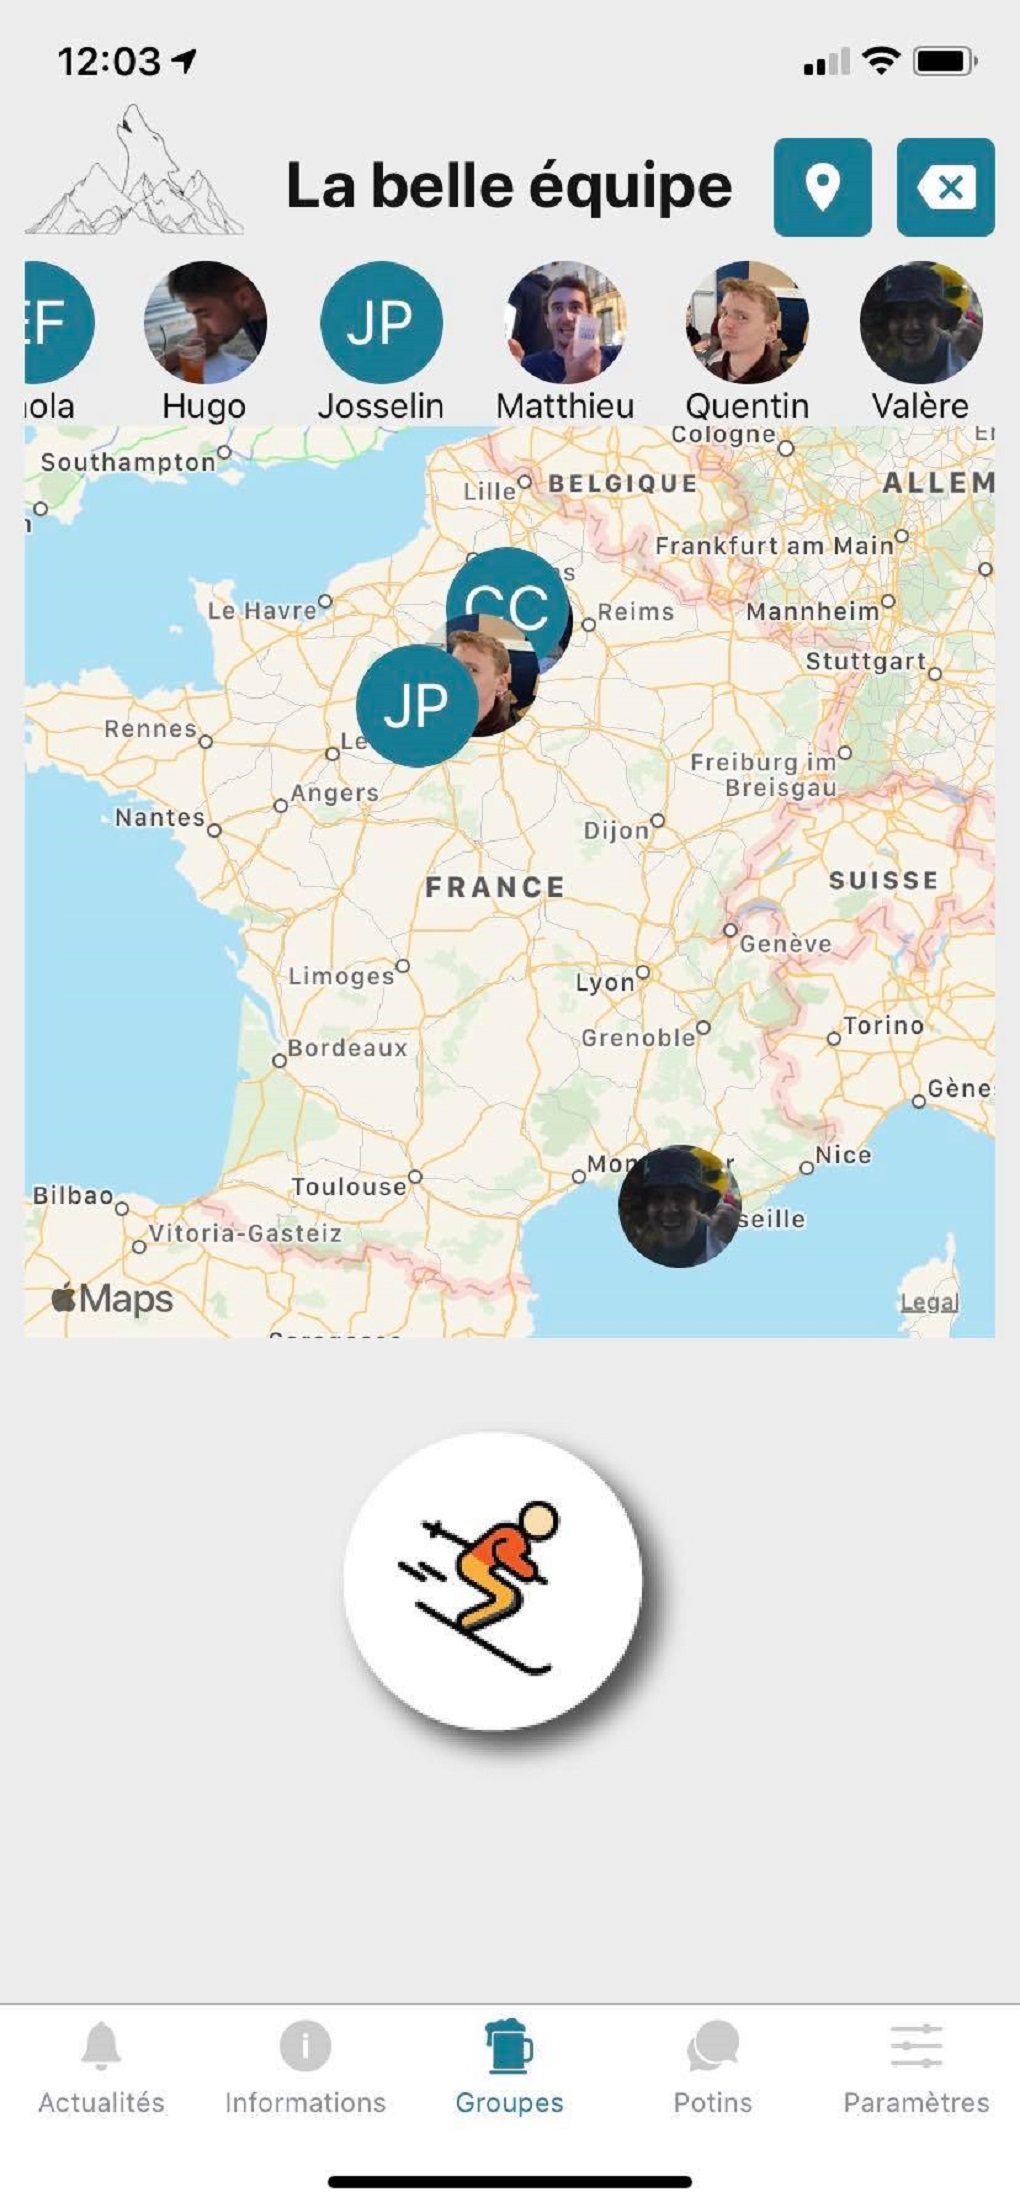 12:03
La belle équipe
EF
JP
Hugo
Josselin
Matthieu
Quentin
Valère
Cologne
Southampton
Lille
BELGIQUE
ALLEM
Frankfurt am Main
CC
Le Havre
Reims
Mannheim
Stuttgart
JP
Rennes
Le
Freiburg im
Breisgau
Angers
Nantes
Dijon
FRANCE
SUISSE
Genève
Limoges
Lyon
Grenoble
Torino
Bordeaux
Gène
Nice
Toulouse
Bilbao
seille
Vitoria-Gasteiz
Maps
Legal
Actualités
Informations
Groupes
Potins
Paramètres